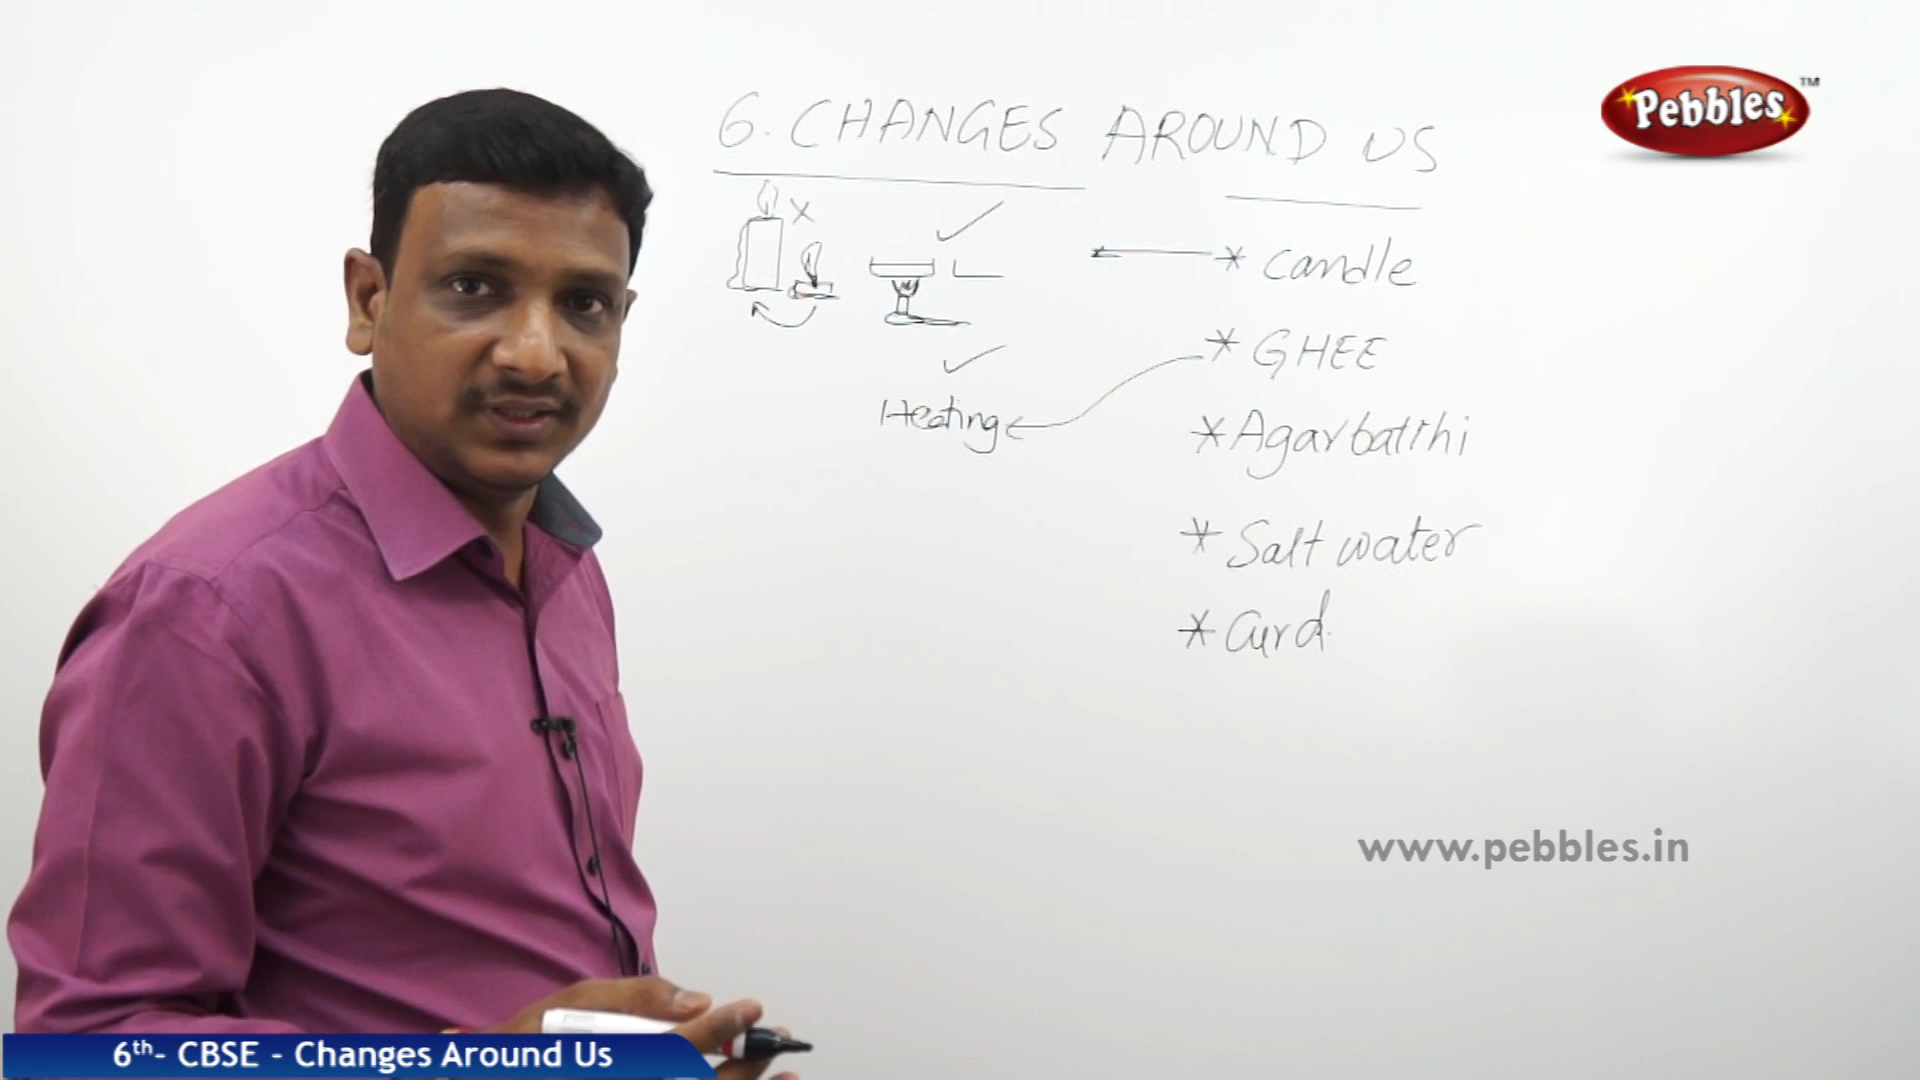 Pebbles TM
6. CHANGES AROUND US
* Candle
* GHEE
Heating
* Agarbatthi
* Salt water
* Curd.
www.pebbles.in
6th- CBSE - Changes Around Us